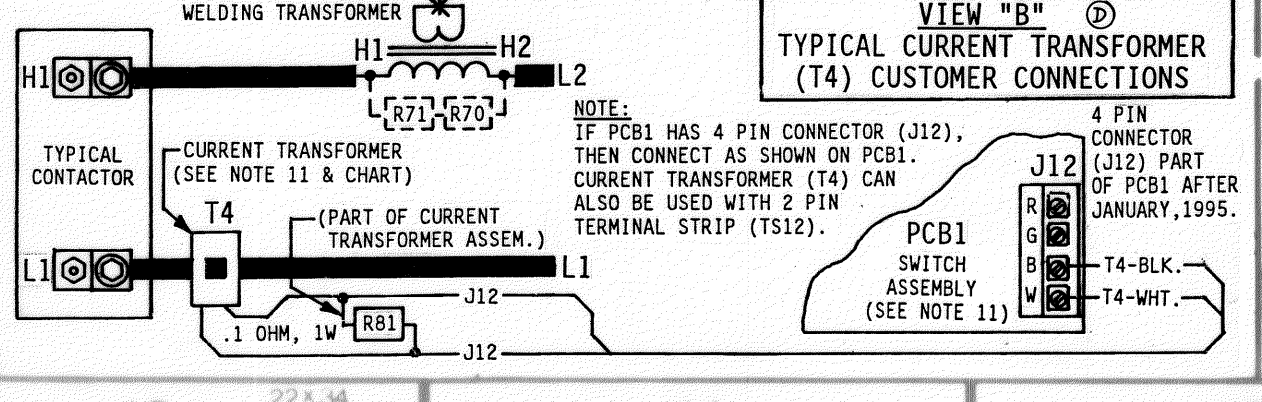 WELDING TRANSFORMER
H1
H2
H1
L2
R71
R70
TYPICAL
CONTACTOR
CURRENT TRANSFORMER
(SEE NOTE 11 & CHART)
T4
(PART OF CURRENT
TRANSFORMER ASSEM.)
L1
L1
J12
.1 OHM, 1W
R81
J12
NOTE:
IF PCB1 HAS 4 PIN CONNECTOR (J12),
THEN CONNECT AS SHOWN ON PCB1.
CURRENT TRANSFORMER (T4) CAN
ALSO BE USED WITH 2 PIN
TERMINAL STRIP (TS12).
VIEW "B" D
TYPICAL CURRENT TRANSFORMER
(T4) CUSTOMER CONNECTIONS
4 PIN
CONNECTOR
(J12) PART
OF PCB1 AFTER
JANUARY,1995.
J12
R
G
B
W
PCB1
SWITCH
ASSEMBLY
(SEE NOTE 11)
T4-BLK.
T4-WHT.
22 X 34